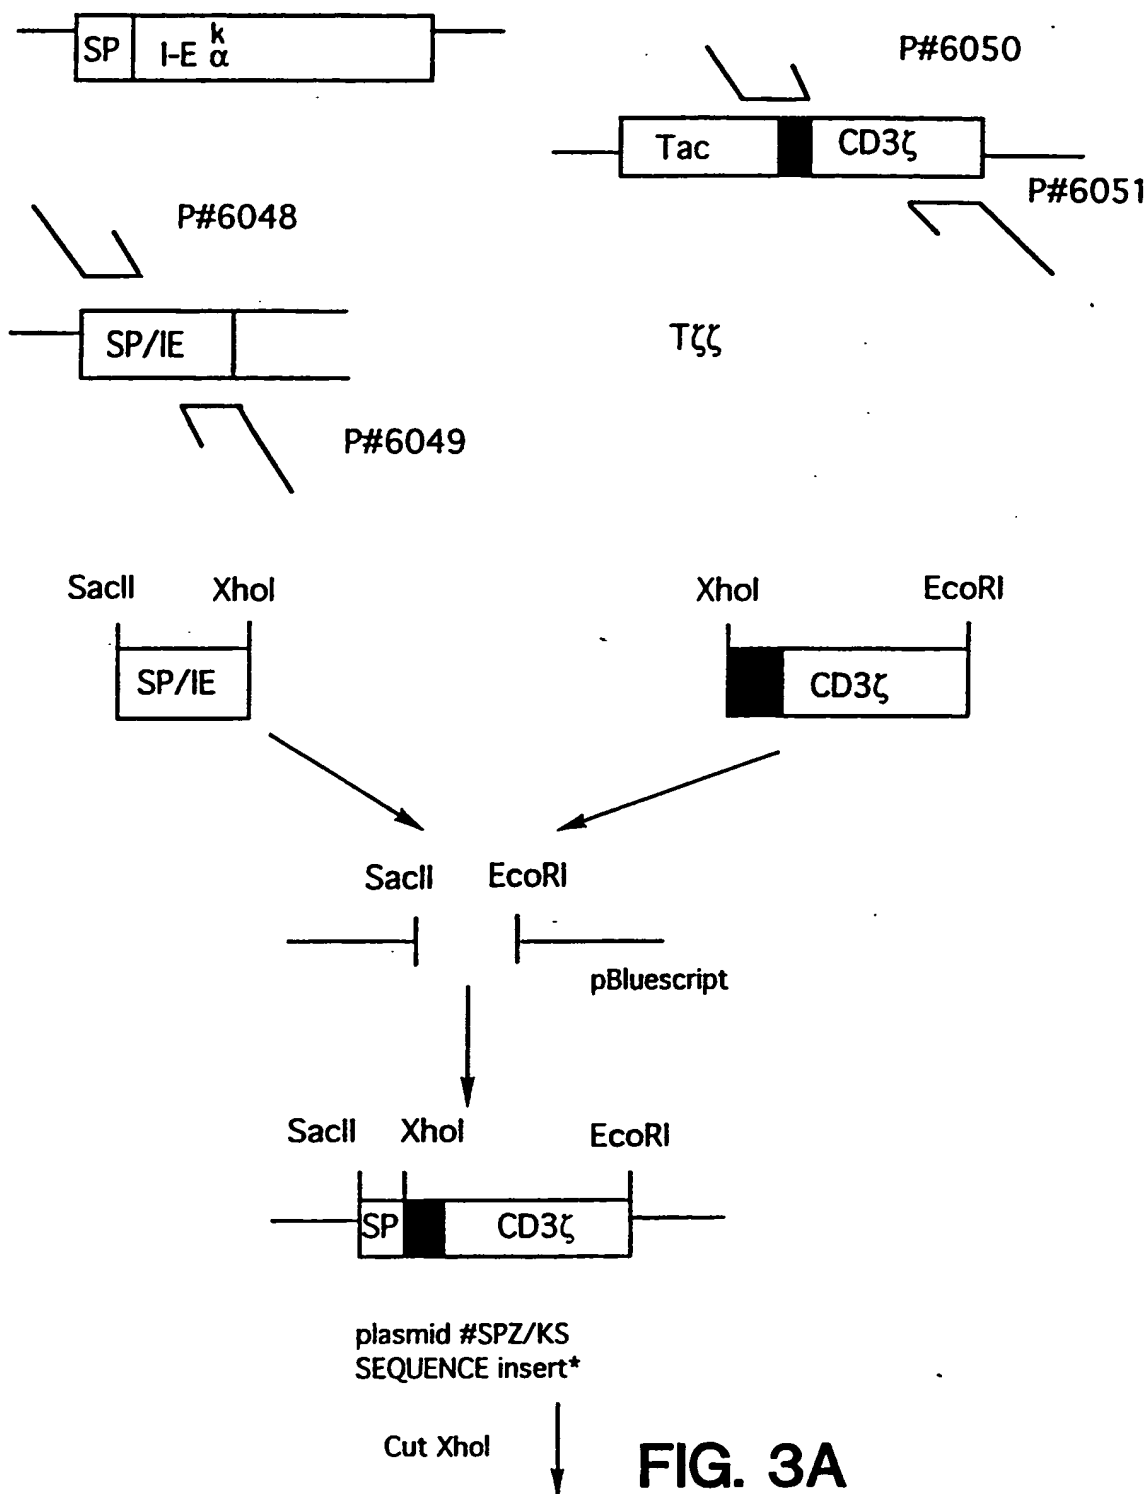 SP I-E k α
P#6050
Tac CD3ζ
P#6051
P#6048
SP/IE
Tζζ
P#6049
SacII XhoI
SP/IE
XhoI EcoRI
CD3ζ
SacII EcoRI
pBluescript
SacII XhoI EcoRI
SP CD3ζ
plasmid #SPZ/KS
SEQUENCE insert*
Cut XhoI
FIG. 3A